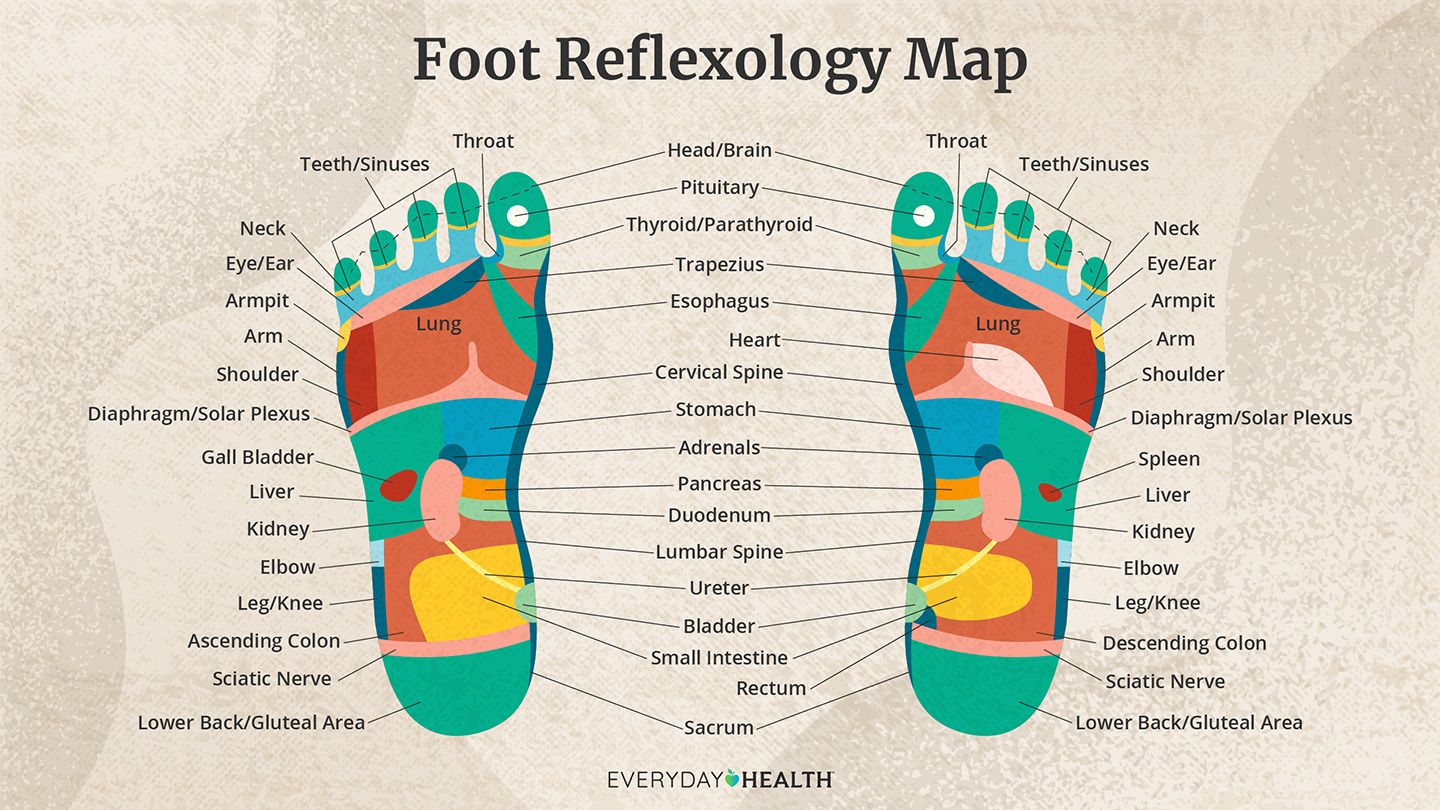 Foot Reflexology Map
Throat
Teeth/Sinuses
Neck
Eye/Ear
Armpit
Arm
Shoulder
Diaphragm/Solar Plexus
Gall Bladder
Liver
Kidney
Elbow
Leg/Knee
Ascending Colon
Sciatic Nerve
Lower Back/Gluteal Area
Lung
Head/Brain
Pituitary
Thyroid/Parathyroid
Trapezius
Esophagus
Heart
Cervical Spine
Stomach
Adrenals
Pancreas
Duodenum
Lumbar Spine
Ureter
Bladder
Small Intestine
Rectum
Sacrum
Throat
Teeth/Sinuses
Neck
Eye/Ear
Armpit
Arm
Shoulder
Diaphragm/Solar Plexus
Spleen
Liver
Kidney
Elbow
Leg/Knee
Descending Colon
Sciatic Nerve
Lower Back/Gluteal Area
Lung
EVERYDAY HEALTH